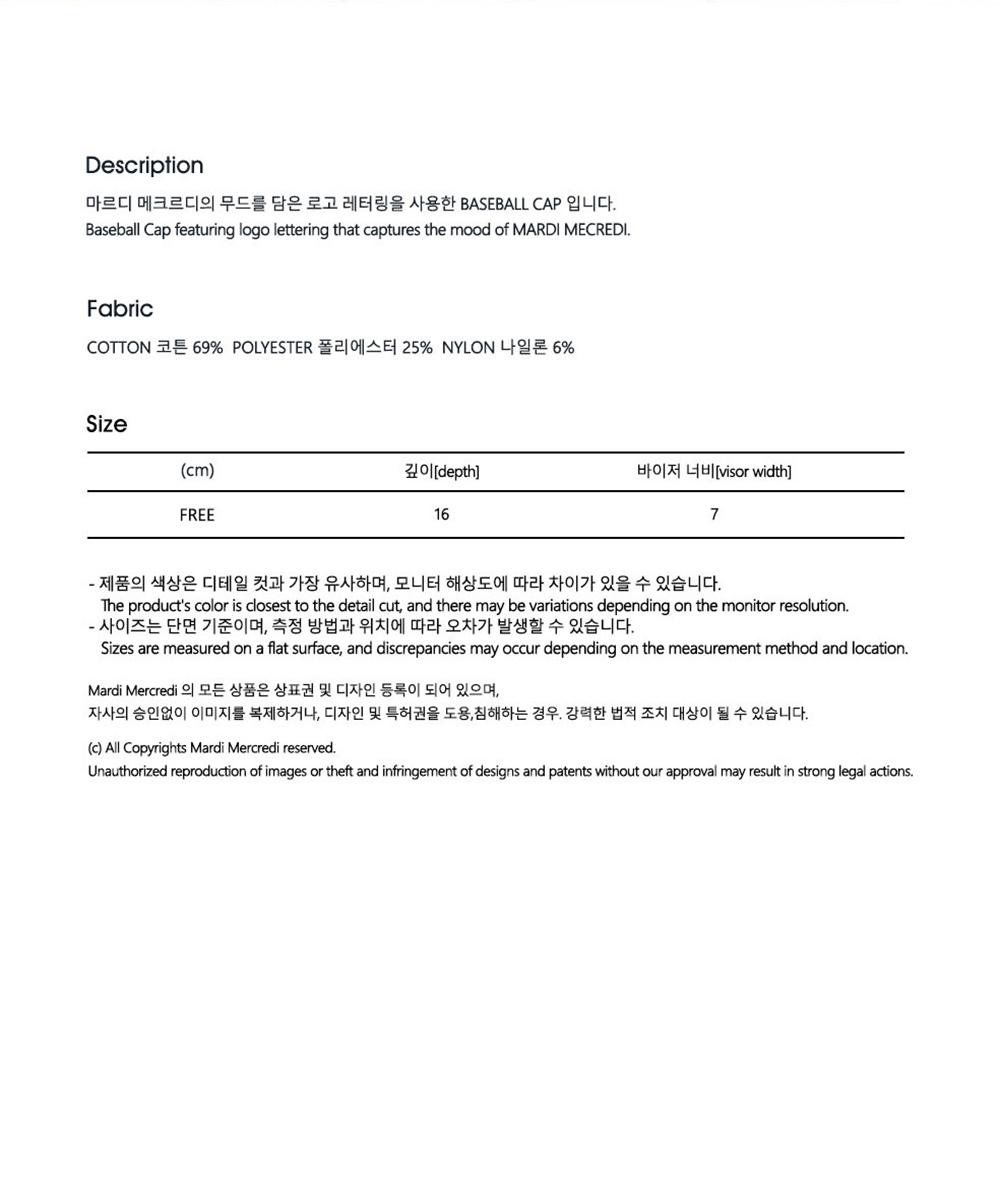 Description
마르디 메크르디의 무드를 담은 로고 레터링을 사용한 BASEBALL CAP 입니다.
Baseball Cap featuring logo lettering that captures the mood of MARDI MECREDI.
Fabric
COTTON 코튼 69% POLYESTER 폴리에스터 25% NYLON 나일론 6%
Size
(cm) 깊이[depth] 바이저 너비[visor width]
FREE 16 7
- 제품의 색상은 디테일 컷과 가장 유사하며, 모니터 해상도에 따라 차이가 있을 수 있습니다.
The product's color is closest to the detail cut, and there may be variations depending on the monitor resolution.
- 사이즈는 단면 기준이며, 측정 방법과 위치에 따라 오차가 발생할 수 있습니다.
Sizes are measured on a flat surface, and discrepancies may occur depending on the measurement method and location.
Mardi Mercredi 의 모든 상품은 상표권 및 디자인 등록이 되어 있으며,
자사의 승인없이 이미지를 복제하거나, 디자인 및 특허권을 도용,침해하는 경우. 강력한 법적 조치 대상이 될 수 있습니다.
(c) All Copyrights Mardi Mercredi reserved.
Unauthorized reproduction of images or theft and infringement of designs and patents without our approval may result in strong legal actions.